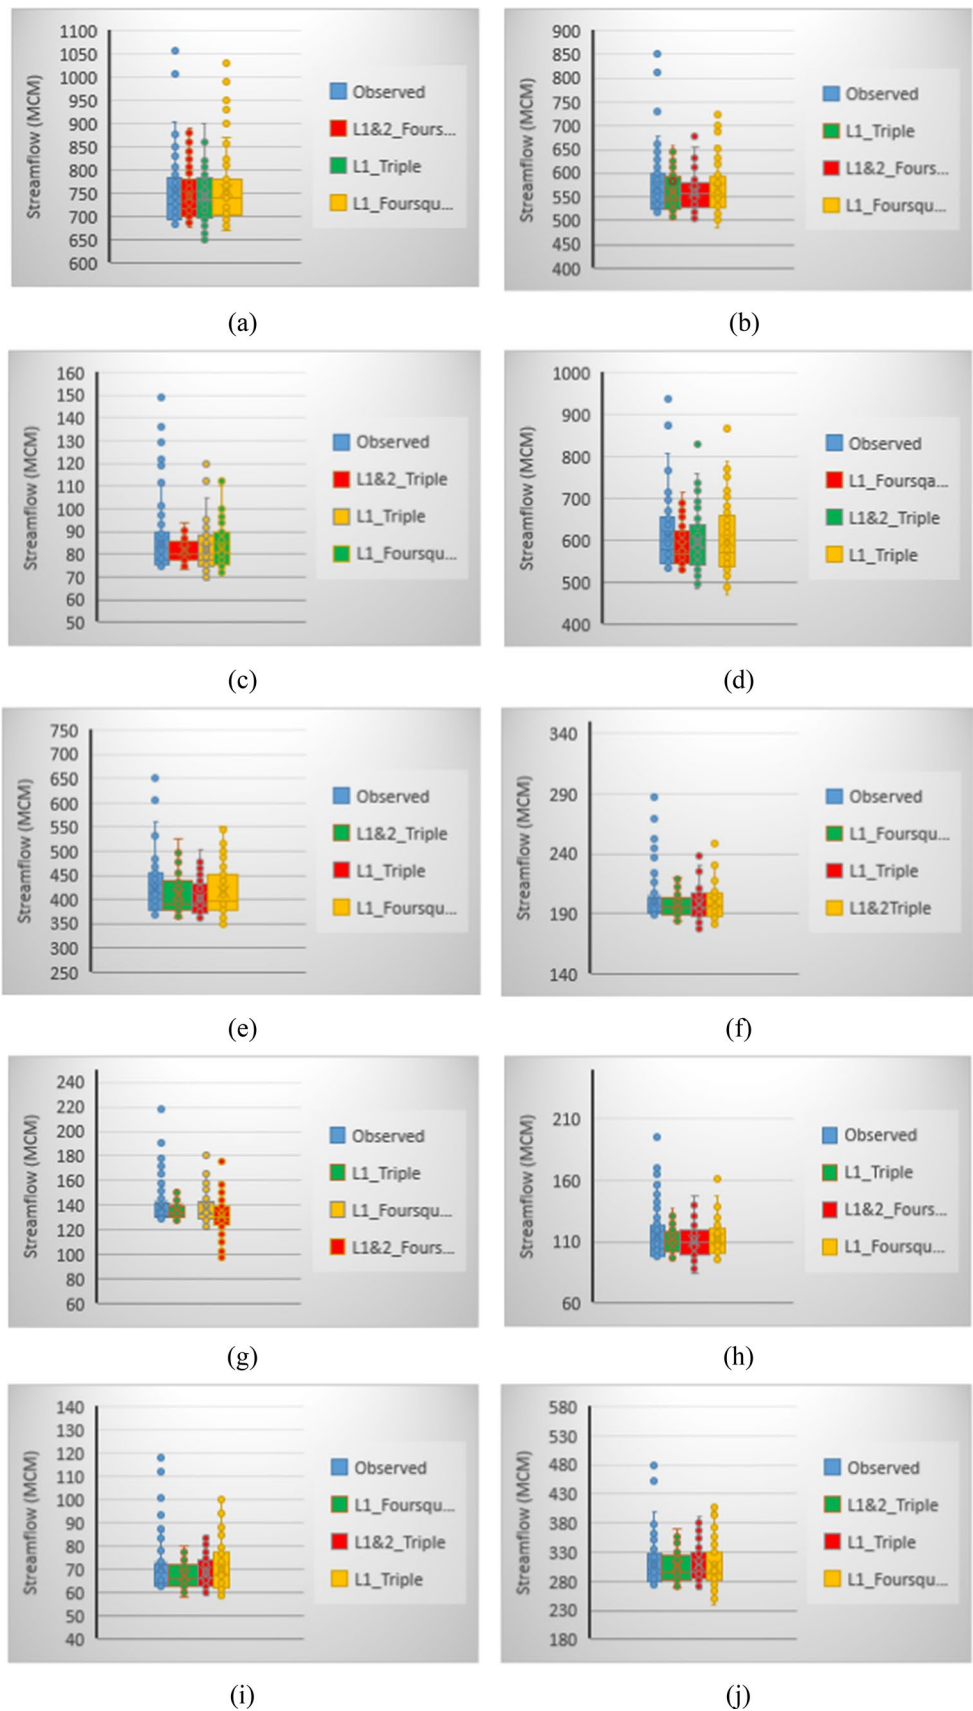 Streamflow (MCM)
1100
1050
1000
950
900
850
800
750
700
650
600
Observed
L1&2_Fours...
L1_Triple
L1_Foursqu...
(a)
Streamflow (MCM)
900
850
800
750
700
650
600
550
500
450
400
Observed
L1_Triple
L1&2_Fours...
L1_Foursqu...
(b)
Streamflow (MCM)
160
150
140
130
120
110
100
90
80
70
60
50
Observed
L1&2_Triple
L1_Triple
L1_Foursqu...
(c)
Streamflow (MCM)
1000
900
800
700
600
500
400
Observed
L1_Foursqa...
L1&2_Triple
L1_Triple
(d)
Streamflow (MCM)
750
700
650
600
550
500
450
400
350
300
250
Observed
L1&2_Triple
L1_Triple
L1_Foursqu...
(e)
Streamflow (MCM)
340
290
240
190
140
Observed
L1_Foursqu...
L1_Triple
L1&2Triple
(f)
Streamflow (MCM)
240
220
200
180
160
140
120
100
80
60
Observed
L1_Triple
L1_Foursqu...
L1&2_Fours...
(g)
Streamflow (MCM)
210
160
110
60
Observed
L1_Triple
L1&2_Fours...
L1_Foursqu...
(h)
Streamflow (MCM)
140
130
120
110
100
90
80
70
60
50
40
Observed
L1_Foursqu...
L1&2_Triple
L1_Triple
(i)
Streamflow (MCM)
580
530
480
430
380
330
280
230
180
Observed
L1&2_Triple
L1_Triple
L1_Foursqu...
(j)